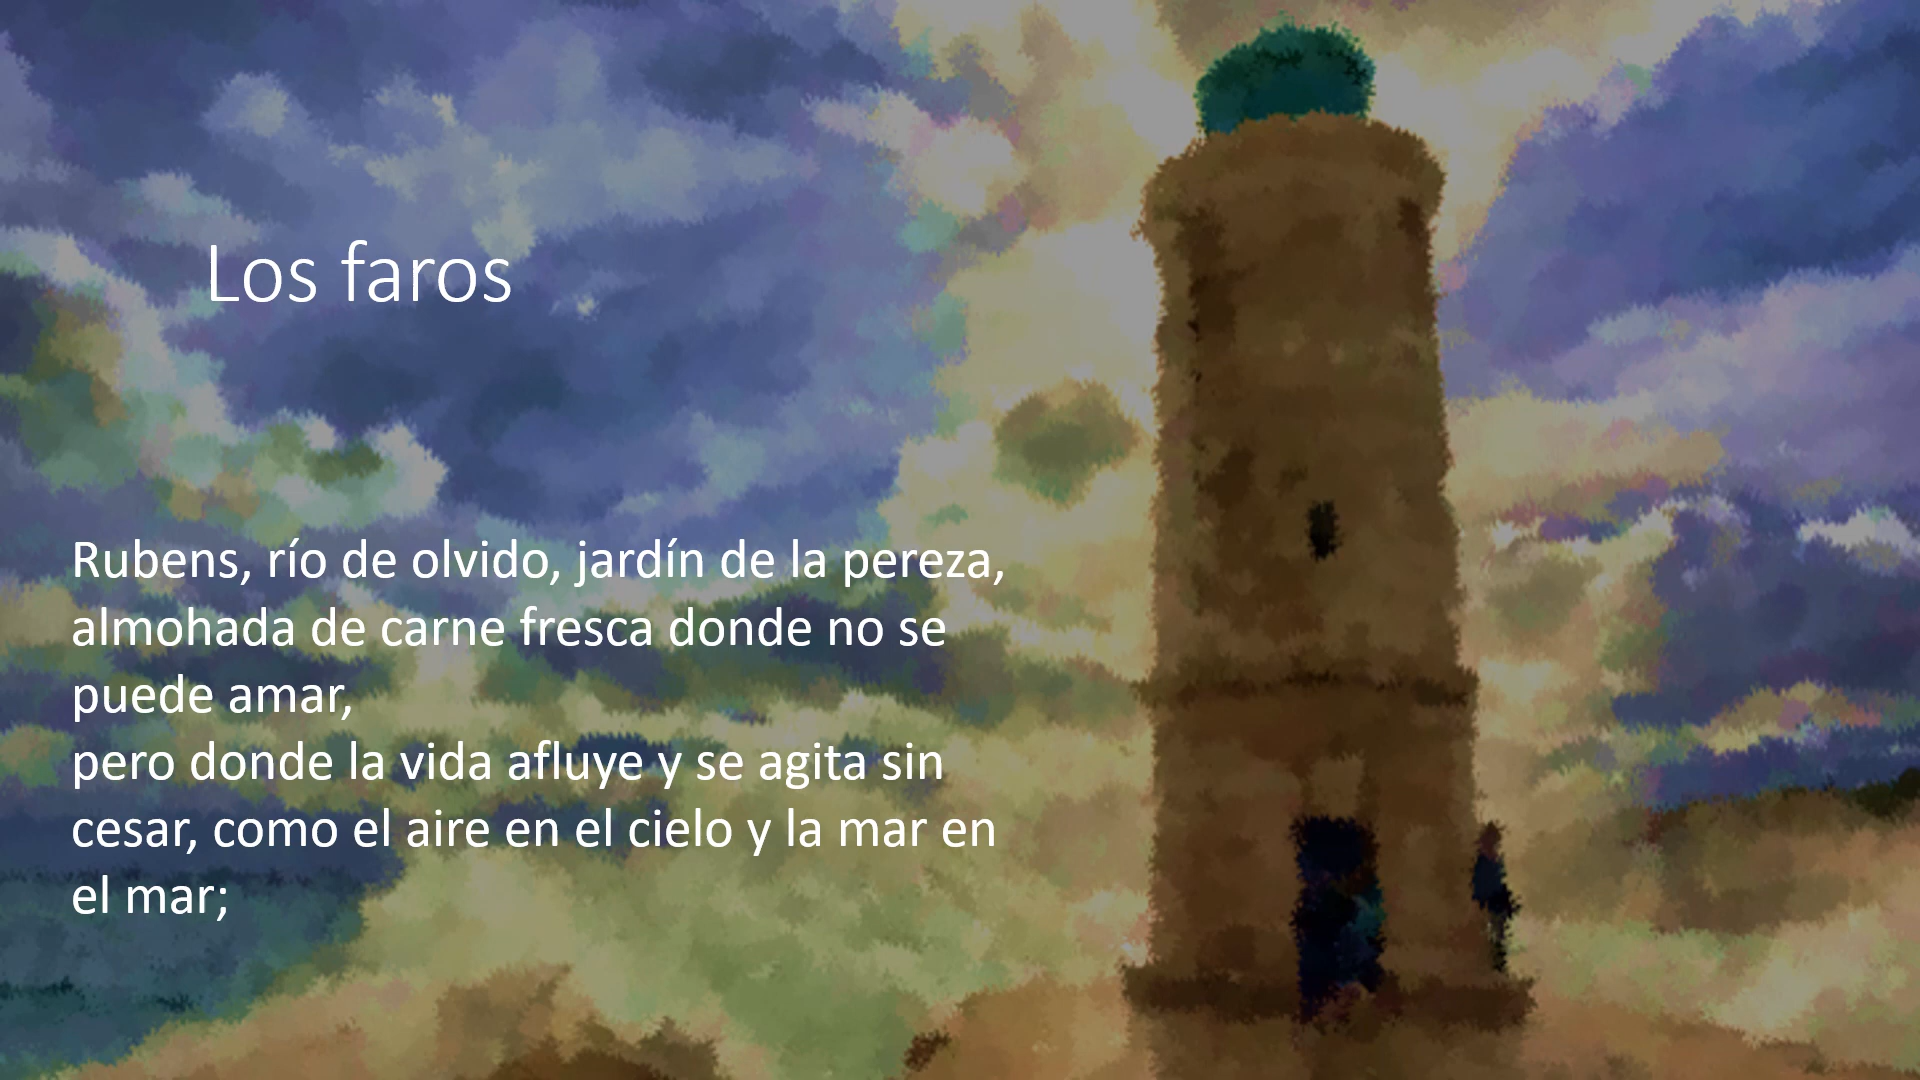 Los faros
Rubens, río de olvido, jardín de la pereza,
almohada de carne fresca donde no se
puede amar,
pero donde la vida afluye y se agita sin
cesar, como el aire en el cielo y la mar en
el mar;